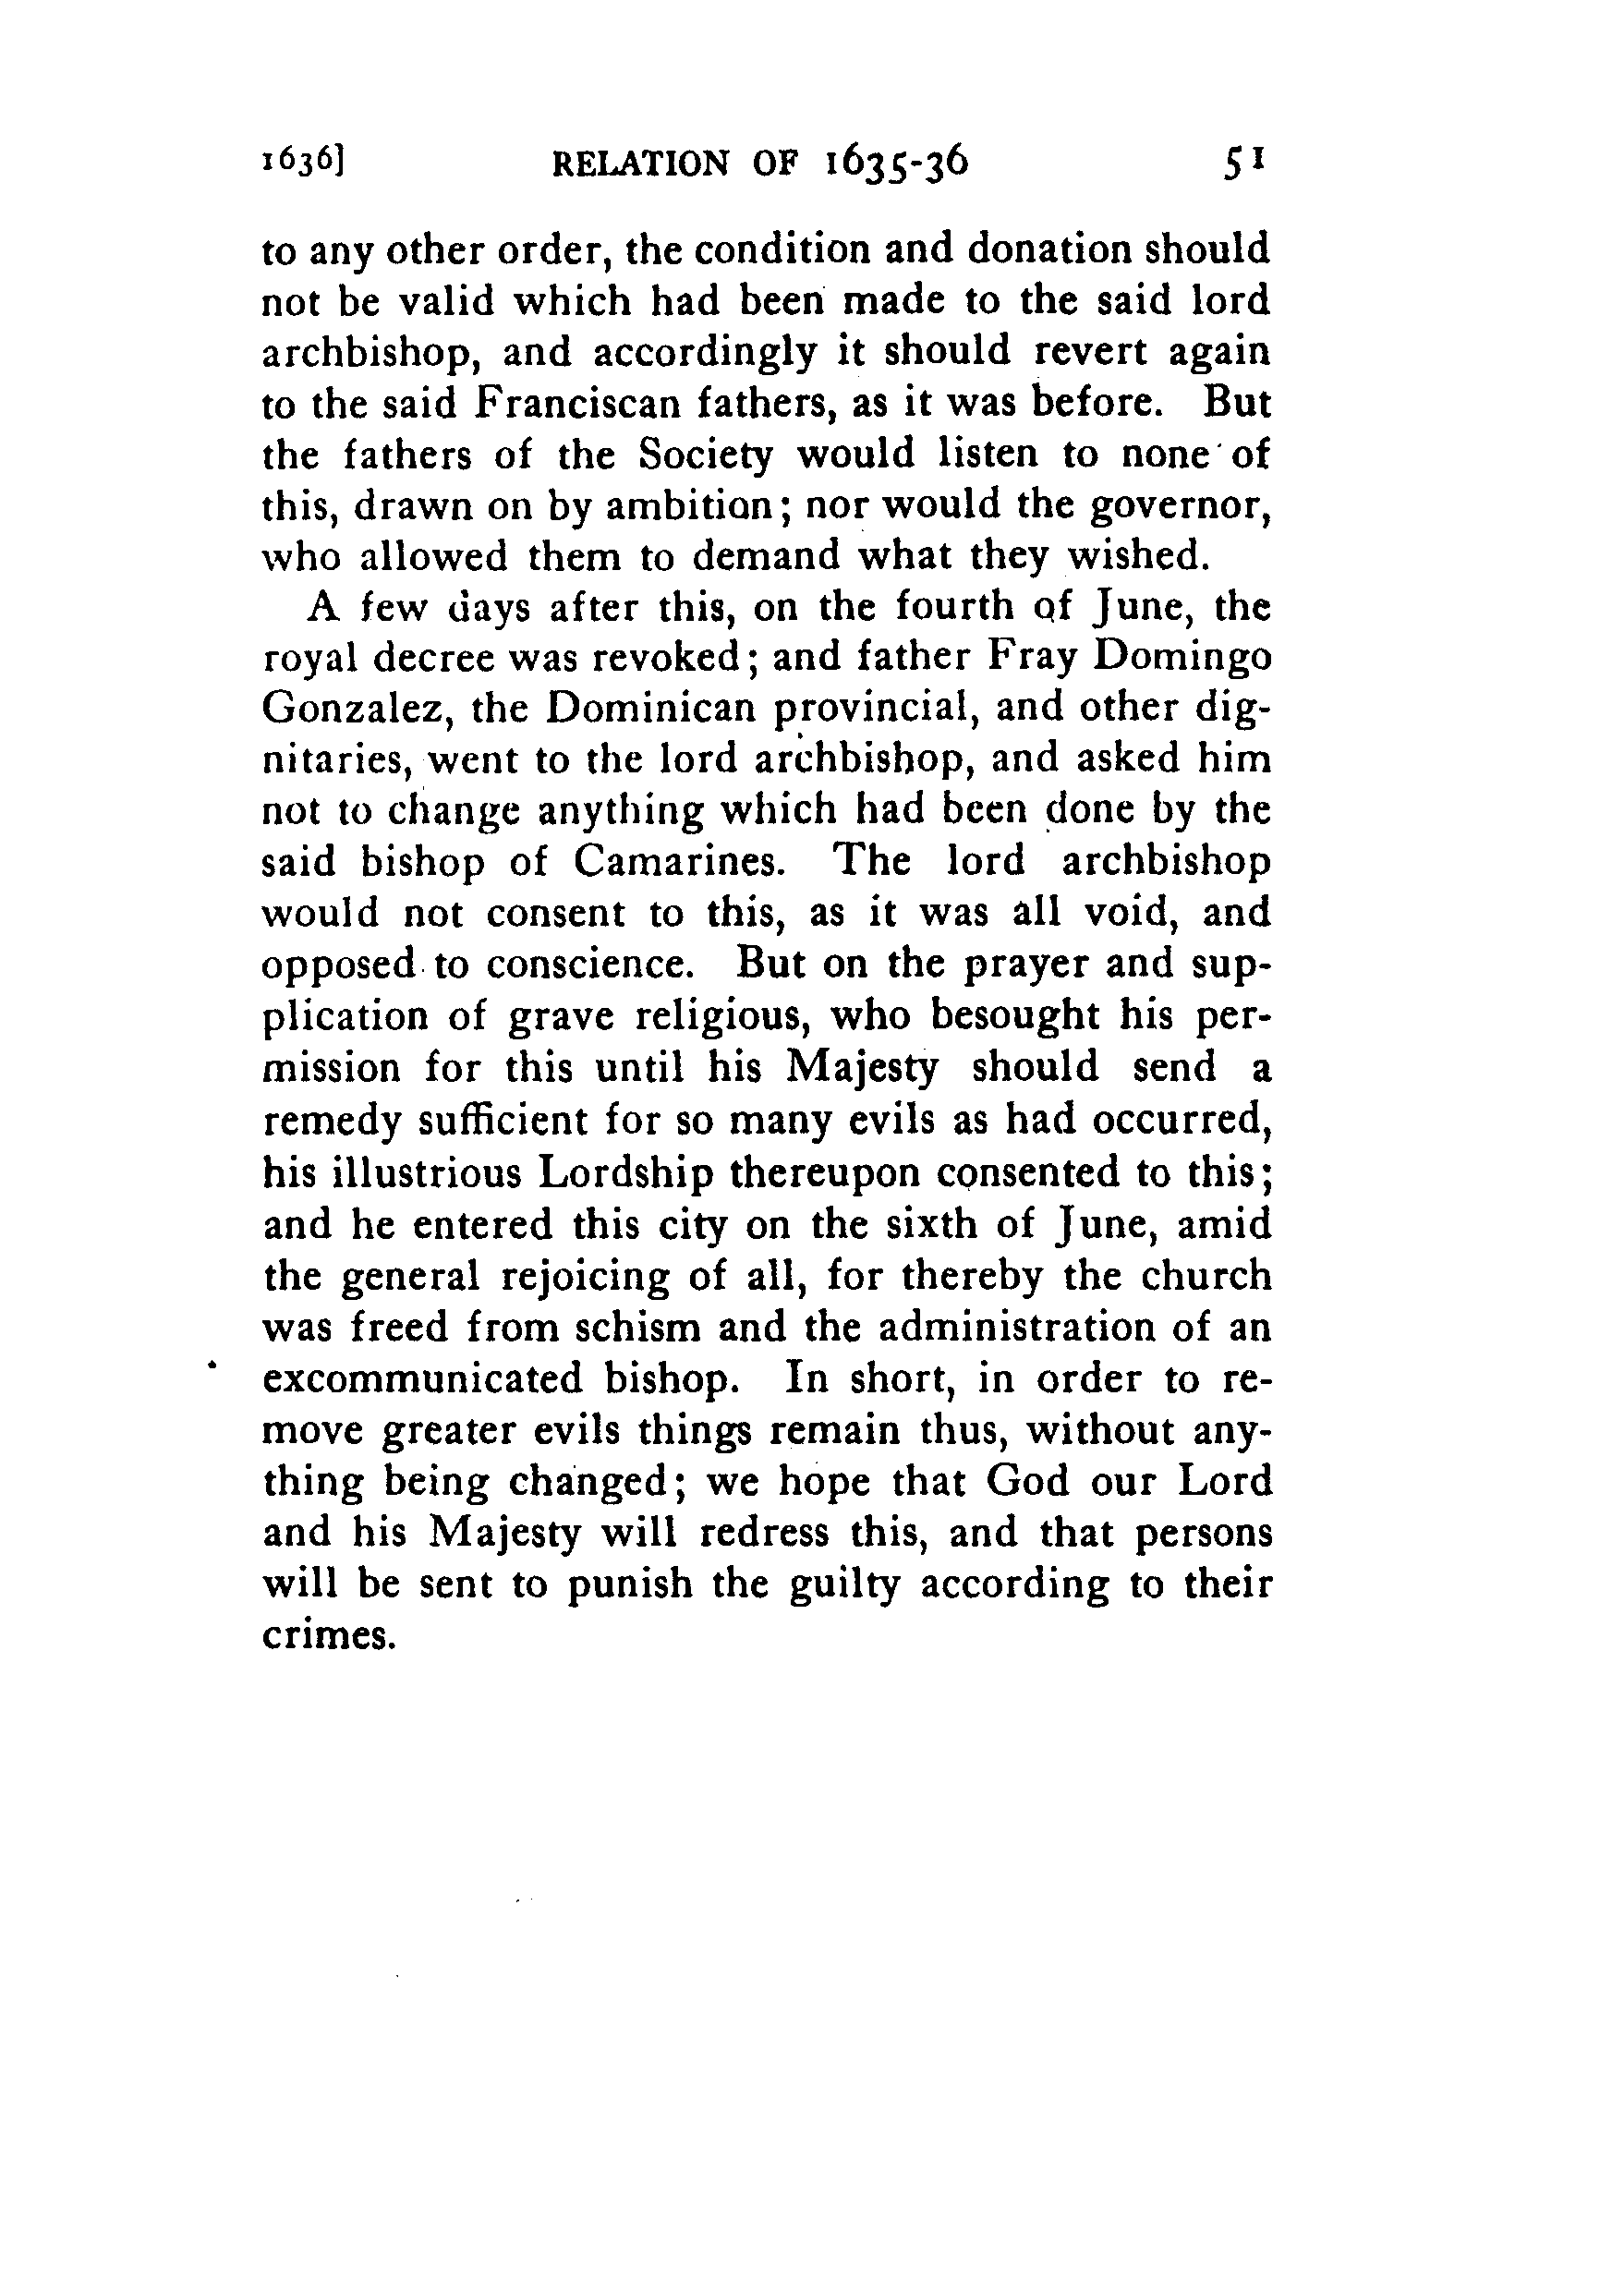 1636] RELATION OF 1635-36 51
to any other order, the condition and donation should
not be valid which had been made to the said lord
archbishop, and accordingly it should revert again
to the said Franciscan fathers, as it was before. But
the fathers of the Society would listen to none of
this, drawn on by ambition; nor would the governor,
who allowed them to demand what they wished.
A few days after this, on the fourth of June, the
royal decree was revoked; and father Fray Domingo
Gonzalez, the Dominican provincial, and other dig-
nitaries, went to the lord archbishop, and asked him
not to change anything which had been done by the
said bishop of Camarines. The lord archbishop
would not consent to this, as it was all void, and
opposed to conscience. But on the prayer and sup-
plication of grave religious, who besought his per-
mission for this until his Majesty should send a
remedy sufficient for so many evils as had occurred,
his illustrious Lordship thereupon consented to this;
and he entered this city on the sixth of June, amid
the general rejoicing of all, for thereby the church
was freed from schism and the administration of an
excommunicated bishop. In short, in order to re-
move greater evils things remain thus, without any-
thing being changed; we hope that God our Lord
and his Majesty will redress this, and that persons
will be sent to punish the guilty according to their
crimes.